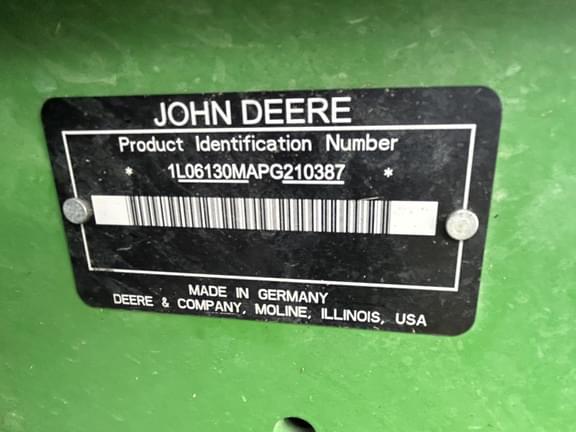 JOHN DEERE
Product Identification Number
* 1L06130MAPG210387 *
MADE IN GERMANY
DEERE & COMPANY, MOLINE, ILLINOIS, USA